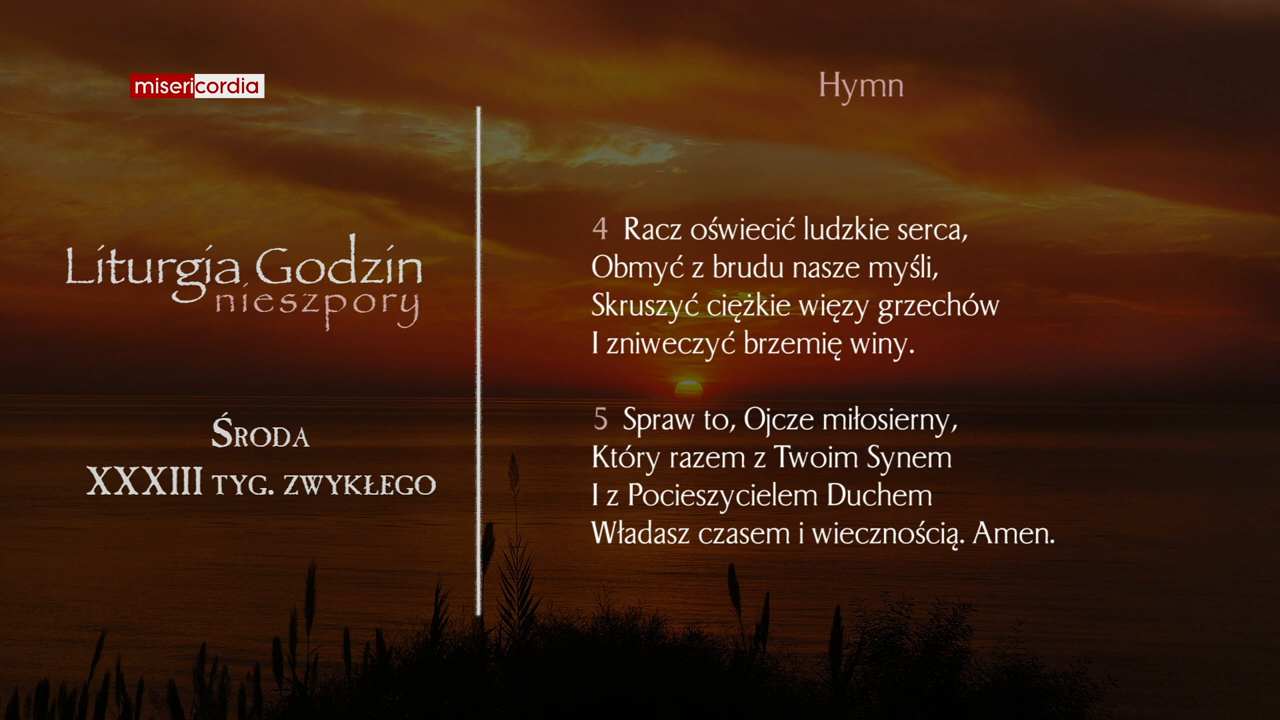 misericordia
Liturgia Godzin
nieszpory
Środa
XXXIII tyg. zwykłego
Hymn
4 Racz oświecić ludzkie serca,
Obmyć z brudu nasze myśli,
Skruszyć ciężkie więzy grzechów
I zniweczyć brzemię winy.
5 Spraw to, Ojcze miłosierny,
Który razem z Twoim Synem
I z Pocieszycielem Duchem
Władasz czasem i wiecznością. Amen.